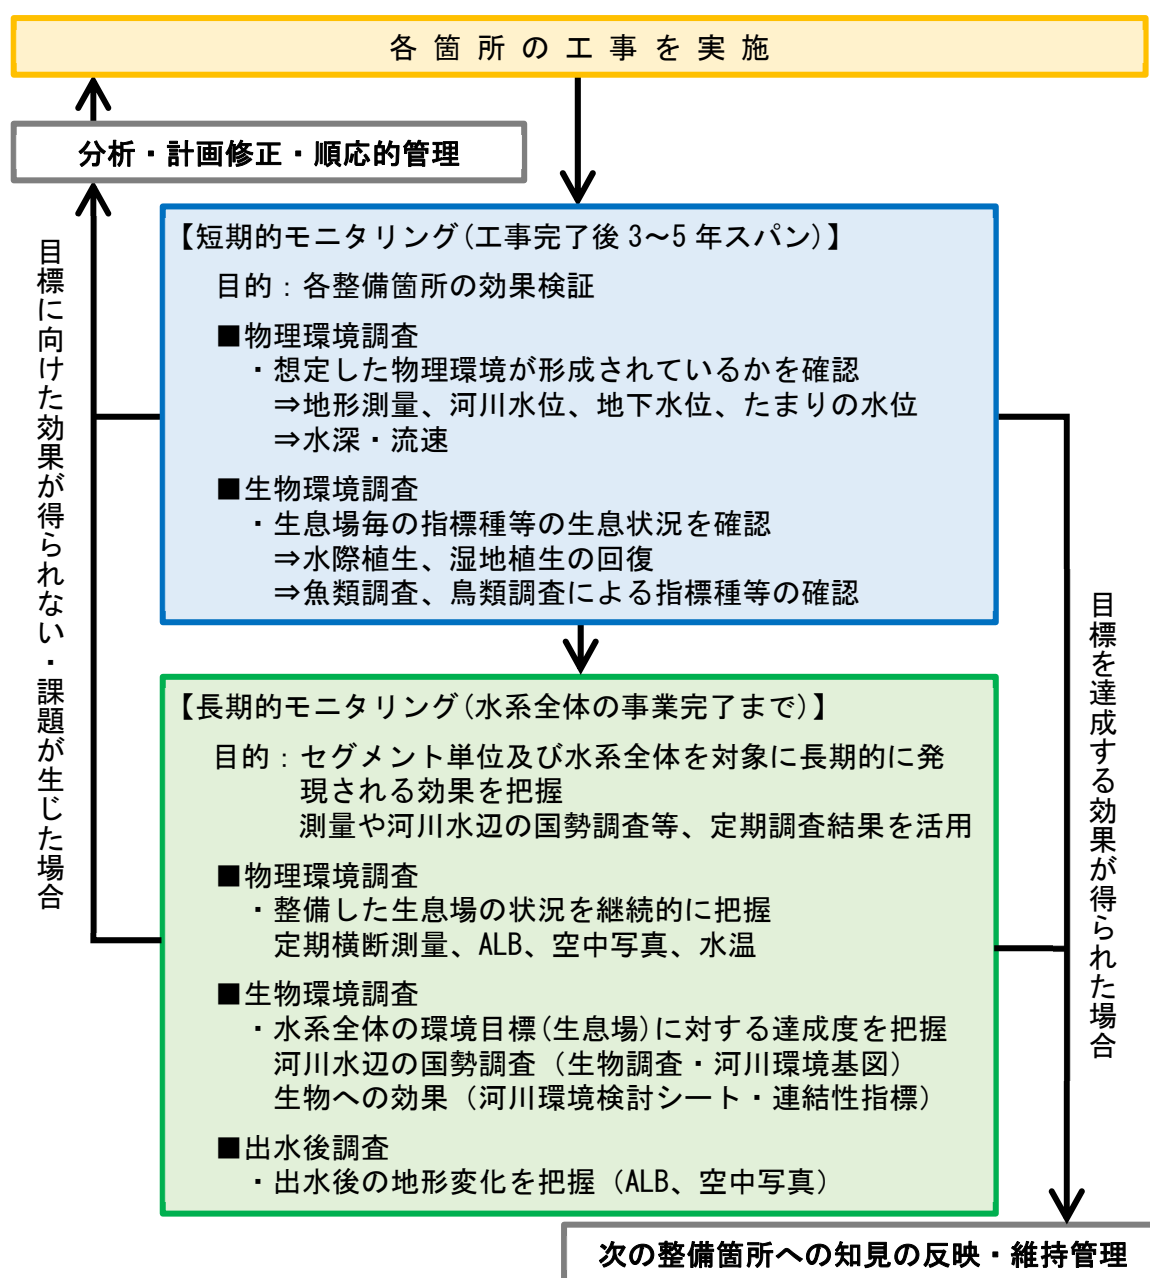 各箇所の工事を実施
分析・計画修正・順応的管理
【短期的モニタリング(工事完了後3～5年スパン)】
目的：各整備箇所の効果検証
■物理環境調査
・想定した物理環境が形成されているかを確認
⇒地形測量、河川水位、地下水位、たまりの水位
⇒水深・流速
■生物環境調査
・生息場毎の指標種等の生息状況を確認
⇒水際植生、湿地植生の回復
⇒魚類調査、鳥類調査による指標種等の確認
目標に向けた効果が得られない・課題が生じた場合
目標を達成する効果が得られた場合
【長期的モニタリング(水系全体の事業完了まで)】
目的：セグメント単位及び水系全体を対象に長期的に発
現される効果を把握
測量や河川水辺の国勢調査等、定期調査結果を活用
■物理環境調査
・整備した生息場の状況を継続的に把握
定期横断測量、ALB、空中写真、水温
■生物環境調査
・水系全体の環境目標(生息場)に対する達成度を把握
河川水辺の国勢調査（生物調査・河川環境基図）
生物への効果（河川環境検討シート・連結性指標）
■出水後調査
・出水後の地形変化を把握（ALB、空中写真）
次の整備箇所への知見の反映・維持管理